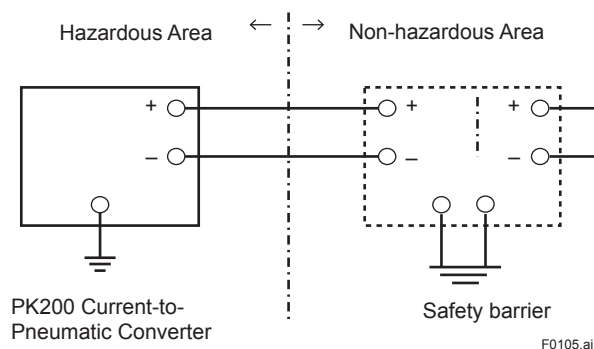 Hazardous Area ← → Non-hazardous Area
+ + +
– – –
PK200 Current-to-
Pneumatic Converter
Safety barrier
F0105.ai